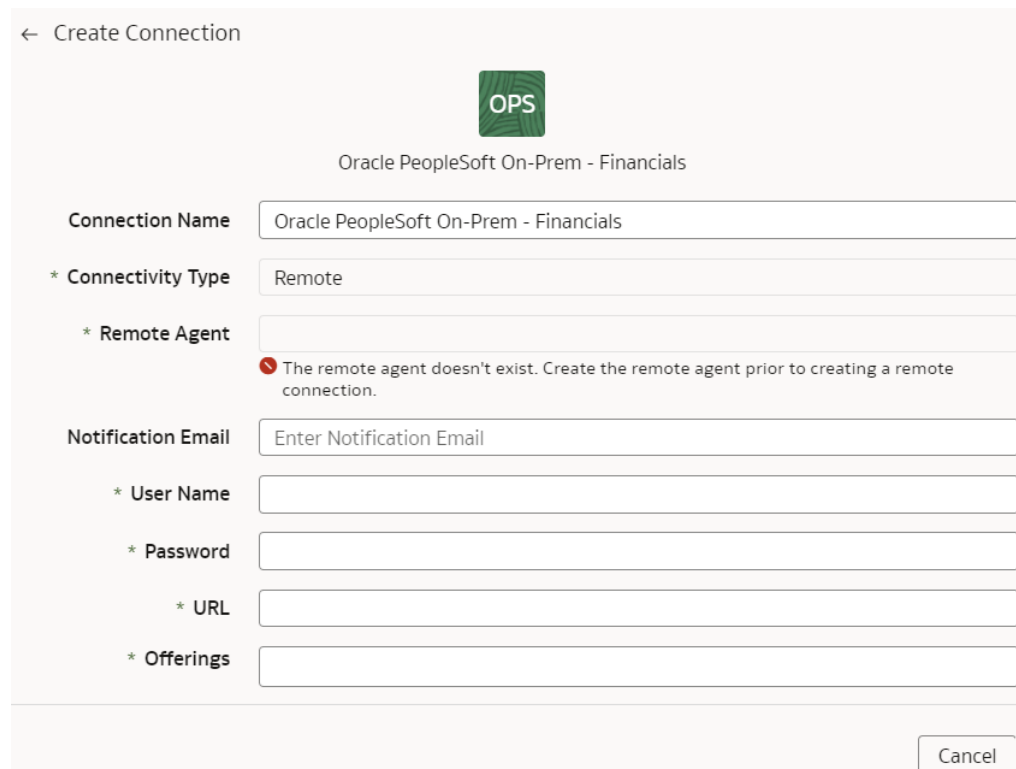 ← Create Connection
OPS
Oracle PeopleSoft On-Prem - Financials
Connection Name Oracle PeopleSoft On-Prem - Financials
* Connectivity Type Remote
* Remote Agent
The remote agent doesn't exist. Create the remote agent prior to creating a remote
connection.
Notification Email Enter Notification Email
* User Name
* Password
* URL
* Offerings
Cancel